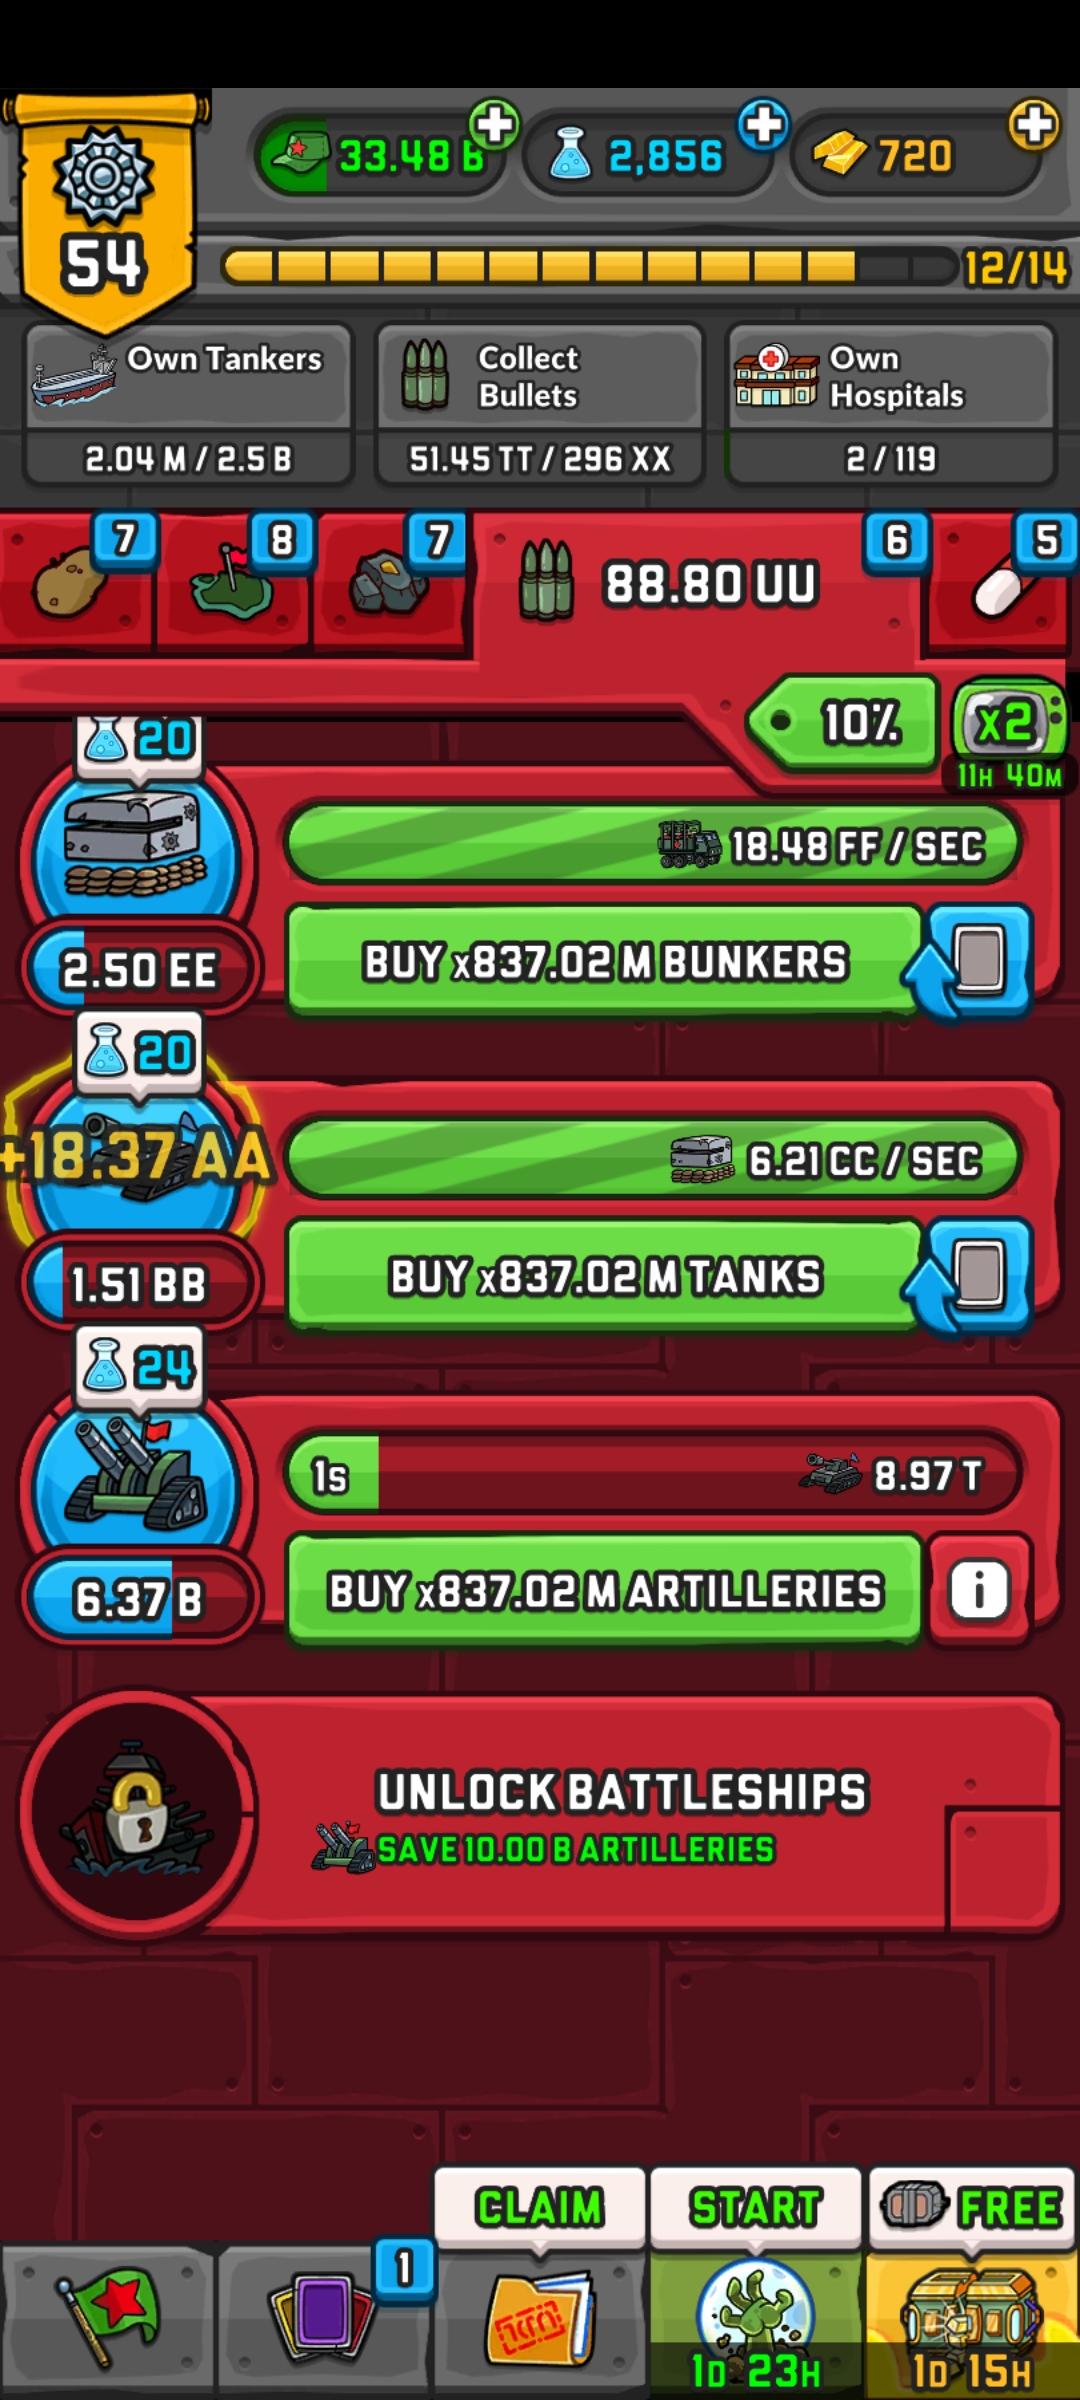 54
33.48 B
2,856
720
12/14
Own Tankers
2.04 M / 2.5 B
Collect
Bullets
51.45 TT / 296 XX
Own
Hospitals
2 / 119
7
8
7
88.80 UU
6
5
10%
x2
11H 40M
20
18.48 FF / SEC
2.50 EE
BUY x837.02 M BUNKERS
20
+18.37 AA
6.21 CC / SEC
1.51 BB
BUY x837.02 M TANKS
24
1s
8.97 T
6.37 B
BUY x837.02 M ARTILLERIES
i
UNLOCK BATTLESHIPS
SAVE 10.00 B ARTILLERIES
CLAIM
START
FREE
1
1D 23H
1D 15H